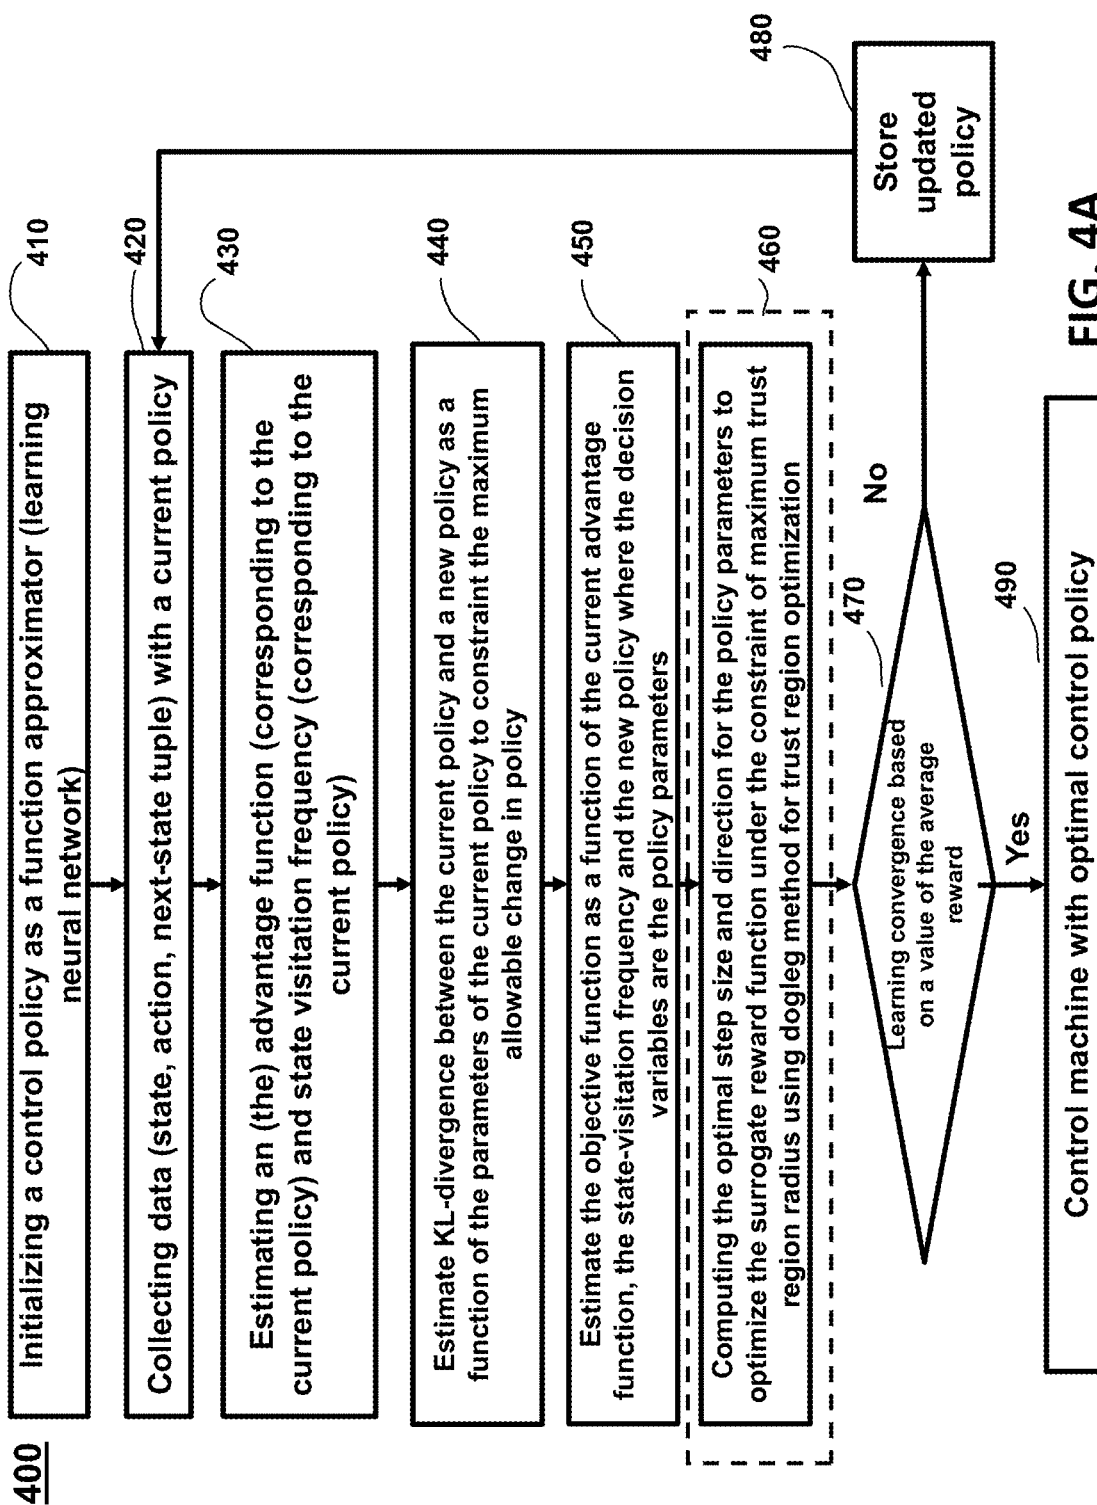 400
Initializing a control policy as a function approximator (learning
neural network)
410
Collecting data (state, action, next-state tuple) with a current policy
420
Estimating an (the) advantage function (corresponding to the
current policy) and state visitation frequency (corresponding to the
current policy)
430
Estimate KL-divergence between the current policy and a new policy as a
function of the parameters of the current policy to constraint the maximum
allowable change in policy
440
Estimate the objective function as a function of the current advantage
function, the state-visitation frequency and the new policy where the decision
variables are the policy parameters
450
Computing the optimal step size and direction for the policy parameters to
optimize the surrogate reward function under the constraint of maximum trust
region radius using dogleg method for trust region optimization
460
Learning convergence based
on a value of the average
reward
470
No
Store
updated
policy
480
Yes
Control machine with optimal control policy
490
FIG. 4A